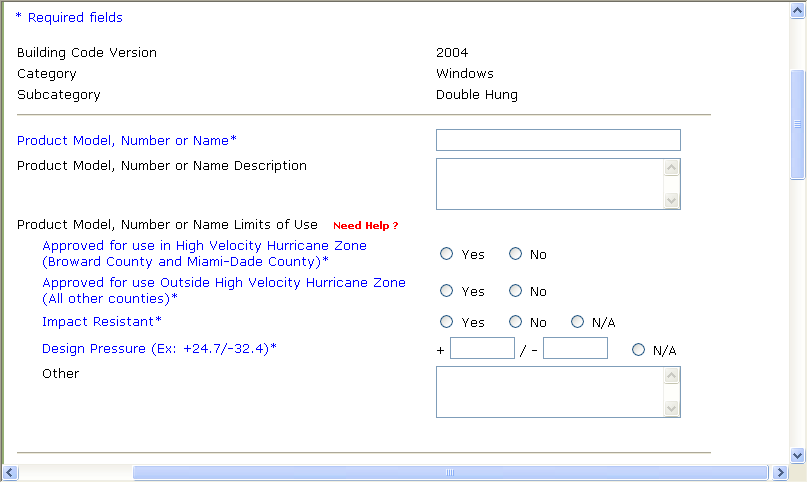 * Required fields
Building Code Version 2004
Category Windows
Subcategory Double Hung
Product Model, Number or Name*
Product Model, Number or Name Description
Product Model, Number or Name Limits of Use Need Help ?
Approved for use in High Velocity Hurricane Zone
(Broward County and Miami-Dade County)* Yes No
Approved for use Outside High Velocity Hurricane Zone
(All other counties)* Yes No
Impact Resistant* Yes No N/A
Design Pressure (Ex: +24.7/-32.4)* + / - N/A
Other